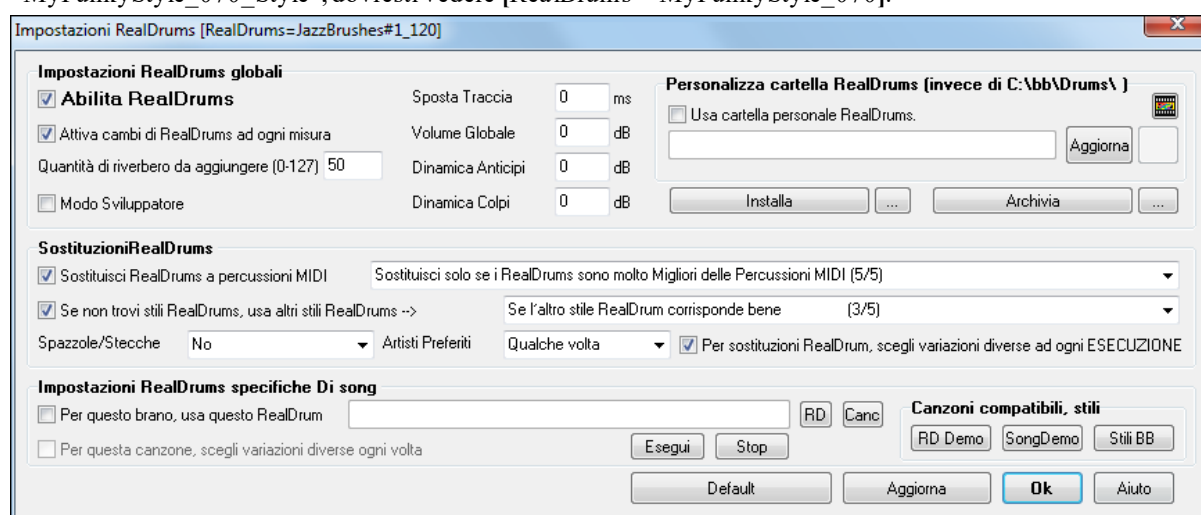 "MyFunkyStyle_070_Style", dovresti vedere [RealDrums = MyFunkyStyle_070].
Impostazioni RealDrums [RealDrums=JazzBrushes#1_120]
Impostazioni RealDrums globali
Abilita RealDrums
Attiva cambi di RealDrums ad ogni misura
Quantità di riverbero da aggiungere (0-127) 50
Modo Sviluppatore
Sposta Traccia 0 ms
Volume Globale 0 dB
Dinamica Anticipi 0 dB
Dinamica Colpi 0 dB
Personalizza cartella RealDrums (invece di C:\bb\Drums\ )
Usa cartella personale RealDrums.
Aggiorna
Installa ... Archivia ...
SostituzioniRealDrums
Sostituisci RealDrums a percussioni MIDI Sostituisci solo se i RealDrums sono molto Migliori delle Percussioni MIDI (5/5)
Se non trovi stili RealDrums, usa altri stili RealDrums --> Se l'altro stile RealDrum corrisponde bene (3/5)
Spazzole/Stecche No Artisti Preferiti Qualche volta Per sostituzioni RealDrum, scegli variazioni diverse ad ogni ESECUZIONE
Impostazioni RealDrums specifiche Di song
Per questo brano, usa questo RealDrum RD Canc
Per questa canzone, scegli variazioni diverse ogni volta Esegui Stop
Canzoni compatibili, stili
RD Demo SongDemo Stili BB
Default Aggiorna Ok Aiuto